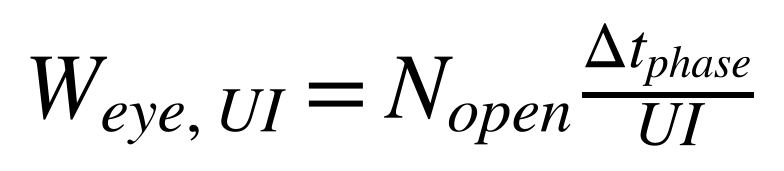 W_{eye, UI} = N_{open} \frac{\Delta t_{phase}}{UI}